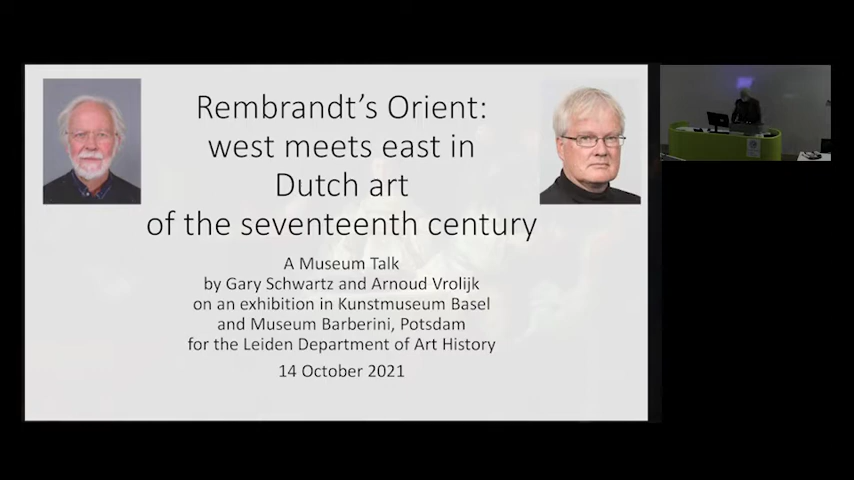 Rembrandt's Orient:
west meets east in
Dutch art
of the seventeenth century
A Museum Talk
by Gary Schwartz and Arnoud Vrolijk
on an exhibition in Kunstmuseum Basel
and Museum Barberini, Potsdam
for the Leiden Department of Art History
14 October 2021